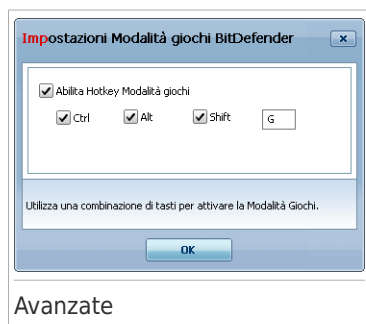 Impostazioni Modalità giochi BitDefender
Abilita Hotkey Modalità giochi
Ctrl Alt Shift G
Utilizza una combinazione di tasti per attivare la Modalità Giochi.
OK
Avanzate